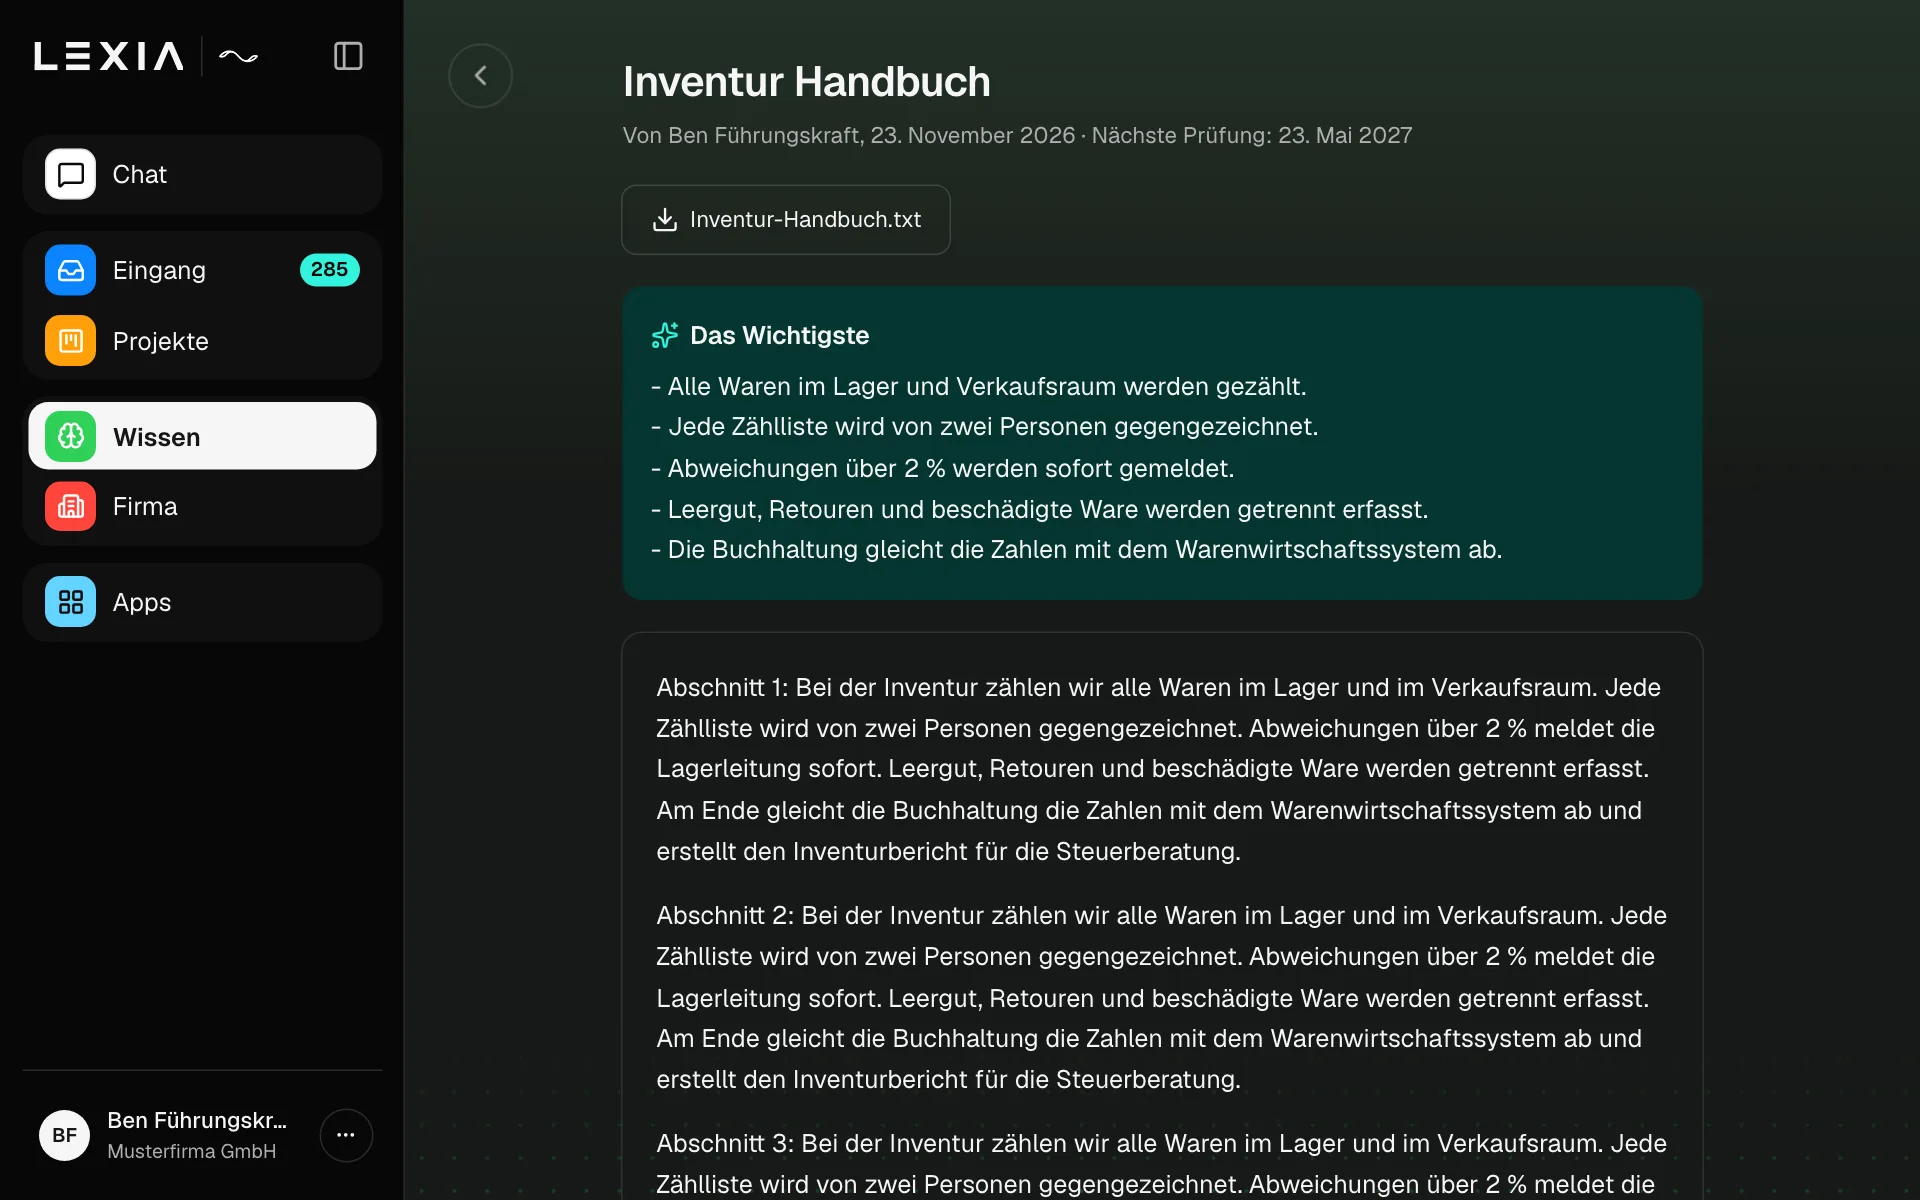 LEXIA
Chat
Eingang
285
Projekte
Wissen
Firma
Apps
BF
Ben Führungskr...
Musterfirma GmbH
Inventur Handbuch
Von Ben Führungskraft, 23. November 2026 · Nächste Prüfung: 23. Mai 2027
Inventur-Handbuch.txt
Das Wichtigste
- Alle Waren im Lager und Verkaufsraum werden gezählt.
- Jede Zählliste wird von zwei Personen gegengezeichnet.
- Abweichungen über 2 % werden sofort gemeldet.
- Leergut, Retouren und beschädigte Ware werden getrennt erfasst.
- Die Buchhaltung gleicht die Zahlen mit dem Warenwirtschaftssystem ab.
Abschnitt 1: Bei der Inventur zählen wir alle Waren im Lager und im Verkaufsraum. Jede
Zählliste wird von zwei Personen gegengezeichnet. Abweichungen über 2 % meldet die
Lagerleitung sofort. Leergut, Retouren und beschädigte Ware werden getrennt erfasst.
Am Ende gleicht die Buchhaltung die Zahlen mit dem Warenwirtschaftssystem ab und
erstellt den Inventurbericht für die Steuerberatung.
Abschnitt 2: Bei der Inventur zählen wir alle Waren im Lager und im Verkaufsraum. Jede
Zählliste wird von zwei Personen gegengezeichnet. Abweichungen über 2 % meldet die
Lagerleitung sofort. Leergut, Retouren und beschädigte Ware werden getrennt erfasst.
Am Ende gleicht die Buchhaltung die Zahlen mit dem Warenwirtschaftssystem ab und
erstellt den Inventurbericht für die Steuerberatung.
Abschnitt 3: Bei der Inventur zählen wir alle Waren im Lager und im Verkaufsraum. Jede
Zählliste wird von zwei Personen gegengezeichnet. Abweichungen über 2 % meldet die